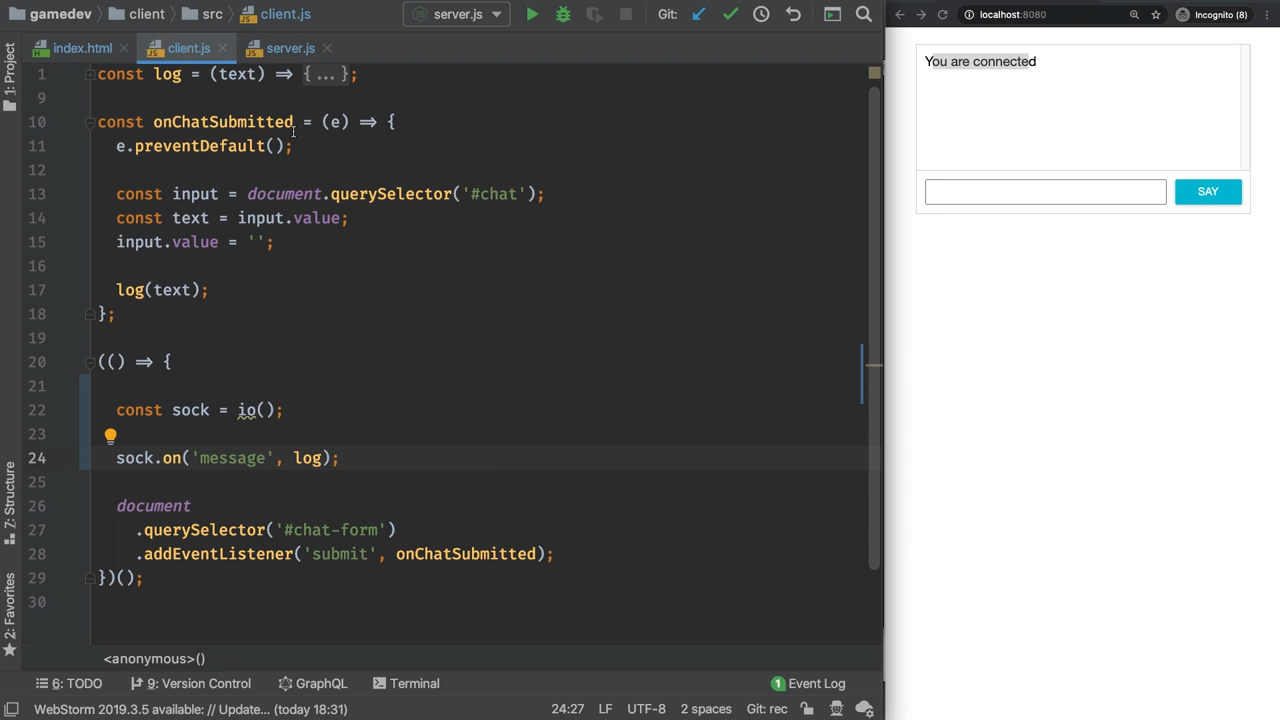 gamedev client src client.js server.js Git:
index.html client.js server.js
1 const log = (text) ⇒ {...};
9
10 const onChatSubmitted = (e) ⇒ {
11 e.preventDefault();
12
13 const input = document.querySelector('#chat');
14 const text = input.value;
15 input.value = '';
16
17 log(text);
18 };
19
20 (() ⇒ {
21
22 const sock = io();
23
24 sock.on('message', log);
25
26 document
27 .querySelector('#chat-form')
28 .addEventListener('submit', onChatSubmitted);
29 })();
30
<anonymous>()
1: Project
7: Structure
2: Favorites
6: TODO 9: Version Control GraphQL Terminal 1 Event Log
WebStorm 2019.3.5 available: // Update... (today 18:31) 24:27 LF UTF-8 2 spaces Git: rec
localhost:8080 Incognito (8)
You are connected
SAY